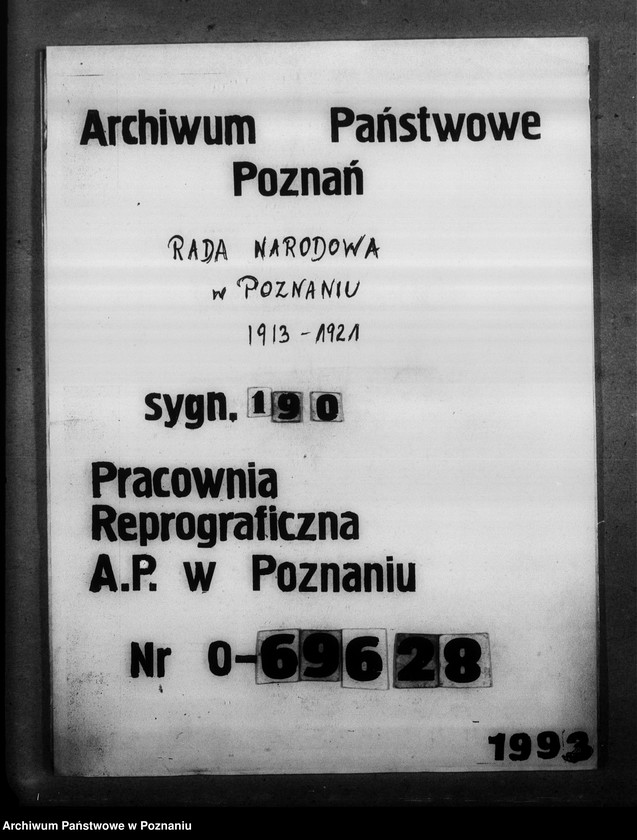 Archiwum Państwowe
Poznań
RADA NARODOWA
w POZNANIU
1913-1921
sygn. 190
Pracownia
Reprograficzna
A.P. w Poznaniu
Nr 0-69628
1993
Archiwum Państwowe w Poznaniu